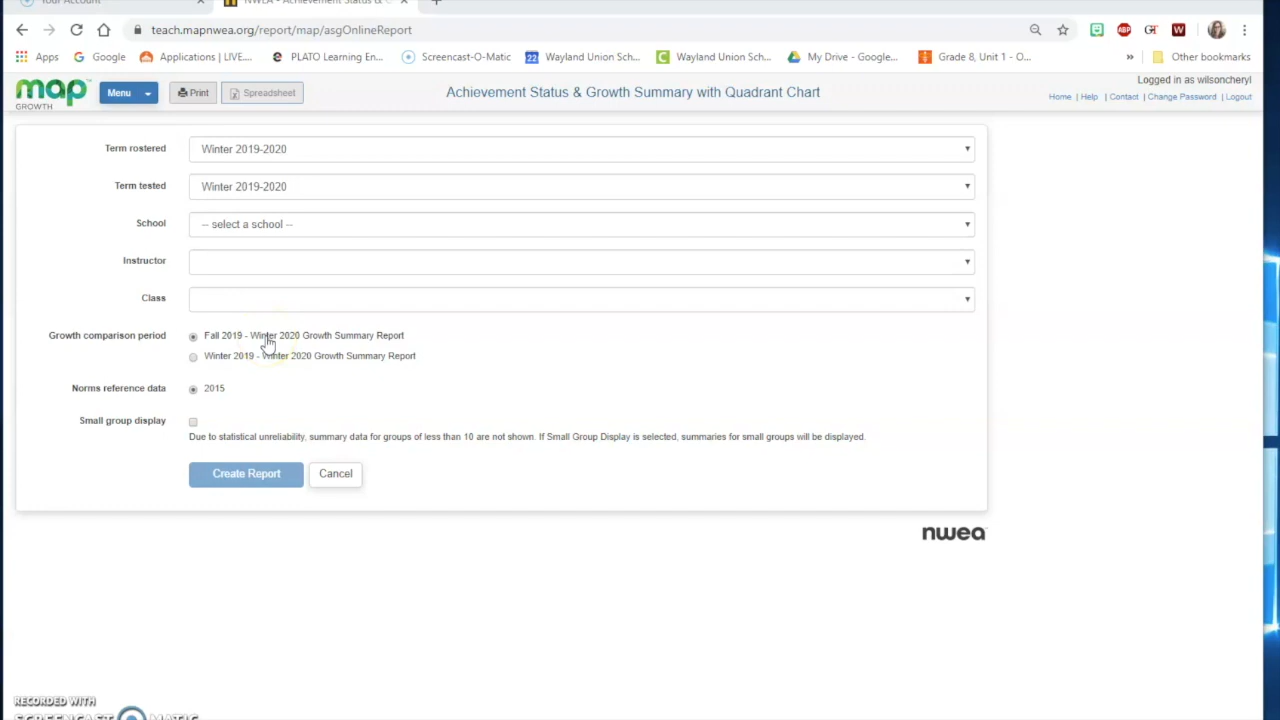 Your Account
NWEA - Achievement Status &
teach.mapnwea.org/report/map/asgOnlineReport
ABP
GT
W
Apps
Google
Applications | LIVE...
PLATO Learning En...
Screencast-O-Matic
22
Wayland Union Sch...
C
Wayland Union Sch...
My Drive - Google...
Grade 8, Unit 1 - O...
»
Other bookmarks
map
GROWTH
Menu
Print
Spreadsheet
Achievement Status & Growth Summary with Quadrant Chart
Logged in as wilsoncheryl
Home | Help | Contact | Change Password | Logout
Term rostered
Winter 2019-2020
Term tested
Winter 2019-2020
School
-- select a school --
Instructor
Class
Growth comparison period
Fall 2019 - Winter 2020 Growth Summary Report
Winter 2019 - Winter 2020 Growth Summary Report
Norms reference data
2015
Small group display
Due to statistical unreliability, summary data for groups of less than 10 are not shown. If Small Group Display is selected, summaries for small groups will be displayed.
Create Report
Cancel
nwea
RECORDED WITH
SCREENCAST MATIC